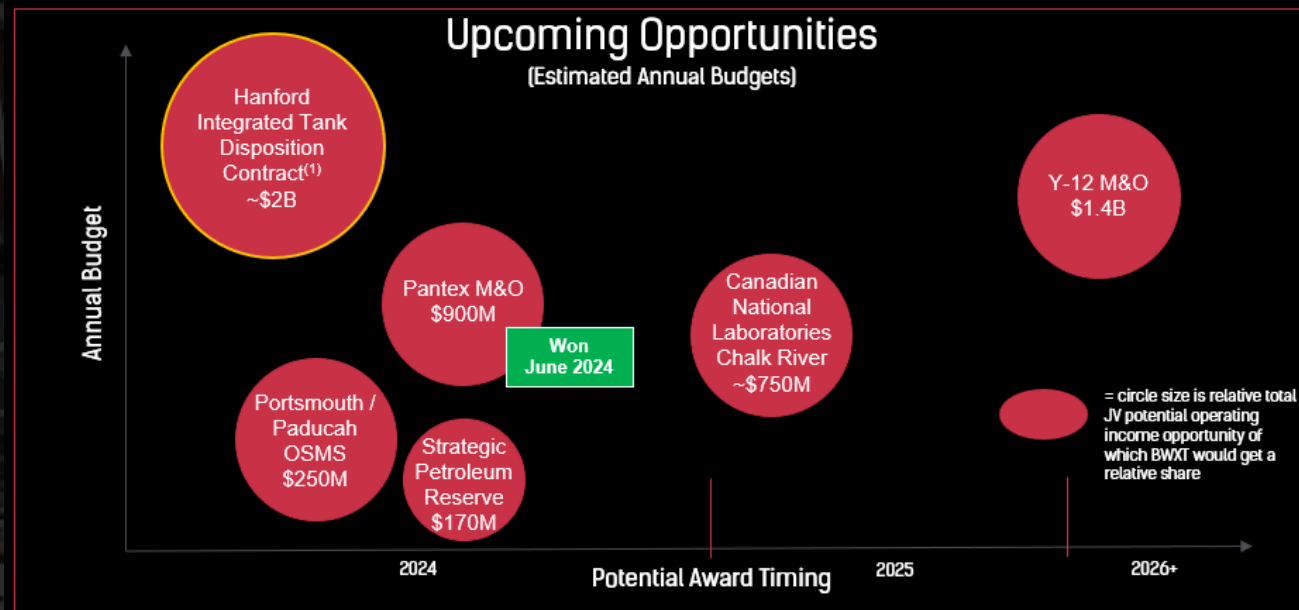 Upcoming Opportunities
(Estimated Annual Budgets)
Annual Budget
Hanford
Integrated Tank
Disposition
Contract(1)
~$2B
Pantex M&O
$900M
Won
June 2024
Portsmouth /
Paducah
OSMS
$250M
Strategic
Petroleum
Reserve
$170M
Canadian
National
Laboratories
Chalk River
~$750M
Y-12 M&O
$1.4B
= circle size is relative total
JV potential operating
income opportunity of
which BWXT would get a
relative share
2024
Potential Award Timing
2025
2026+